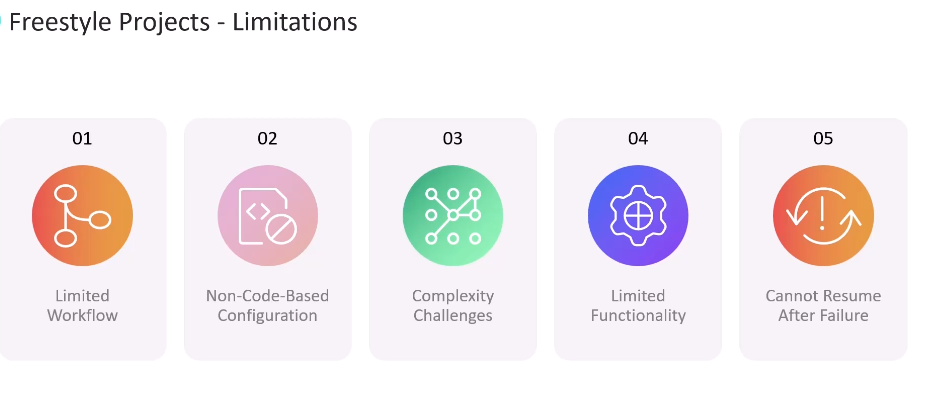 Freestyle Projects - Limitations
01
Limited
Workflow
02
Non-Code-Based
Configuration
03
Complexity
Challenges
04
Limited
Functionality
05
Cannot Resume
After Failure